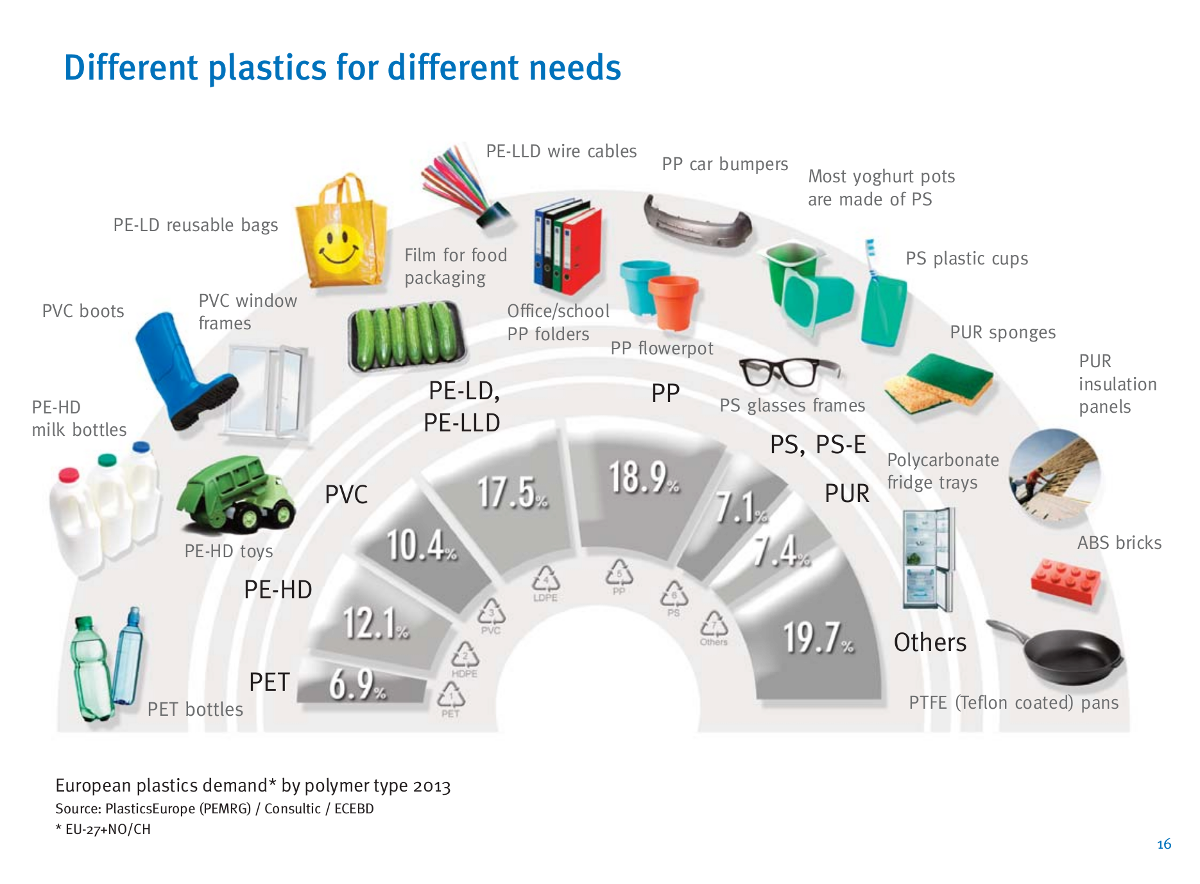 Different plastics for different needs
PE-LLD wire cables
PP car bumpers
Most yoghurt pots
are made of PS
PE-LD reusable bags
Film for food
packaging
PS plastic cups
PVC boots
PVC window
frames
Office/school
PP folders
PP flowerpot
PUR sponges
PUR
insulation
panels
PE-HD
milk bottles
PE-LD,
PE-LLD
PP
PS glasses frames
PS, PS-E
PVC
PUR
Polycarbonate
fridge trays
17.5%
18.9%
7.1%
10.4%
7.4%
PE-HD toys
ABS bricks
PE-HD
12.1%
19.7%
Others
PET
6.9%
1
PET
2
HDPE
3
PVC
4
LDPE
5
PP
6
PS
7
Others
PET bottles
PTFE (Teflon coated) pans
European plastics demand* by polymer type 2013
Source: PlasticsEurope (PEMRG) / Consultic / ECEBD
* EU-27+NO/CH
16